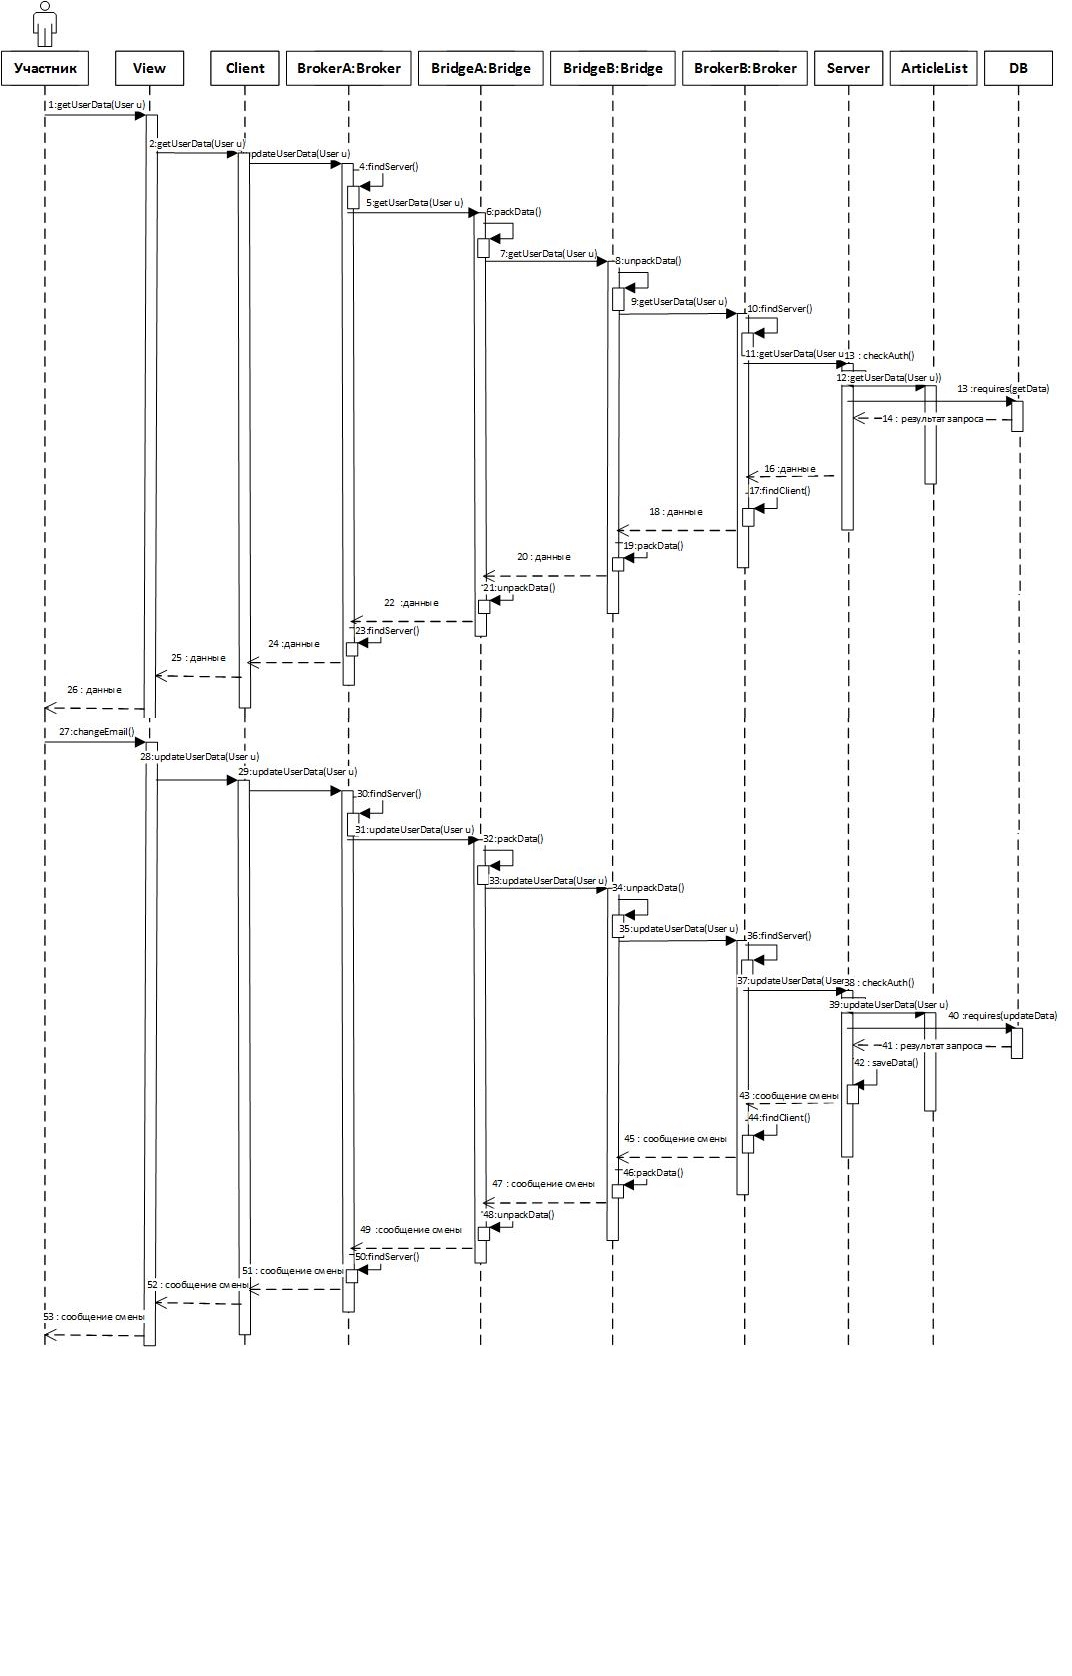 Участник View Client BrokerA:Broker BridgeA:Bridge BridgeB:Bridge BrokerB:Broker Server ArticleList DB
1:getUserData(User u)
2:getUserData(User u)
pdateUserData(User u)
4:findServer()
5:getUserData(User u)
6:packData()
7:getUserData(User u)
8:unpackData()
9:getUserData(User u)
10:findServer()
11:getUserData(User u
13 : checkAuth()
12:getUserData(User u))
13 :requires(getData)
14 : результат запроса
16 :данные
17:findClient()
18 : данные
19:packData()
20 : данные
21:unpackData()
22 :данные
23:findServer()
24 :данные
25 : данные
26 : данные
27:changeEmail()
28:updateUserData(User u)
29:updateUserData(User u)
30:findServer()
31:updateUserData(User u)
32:packData()
33:updateUserData(User u)
34:unpackData()
35:updateUserData(User u)
36:findServer()
37:updateUserData(User
38 : checkAuth()
39:updateUserData(User u)
40 :requires(updateData)
41 : результат запроса
42 : saveData()
43 :сообщение смены
44:findClient()
45 : сообщение смены
46:packData()
47 : сообщение смены
48:unpackData()
49 :сообщение смены
50:findServer()
51 : сообщение смены
52 : сообщение смены
53 : сообщение смены